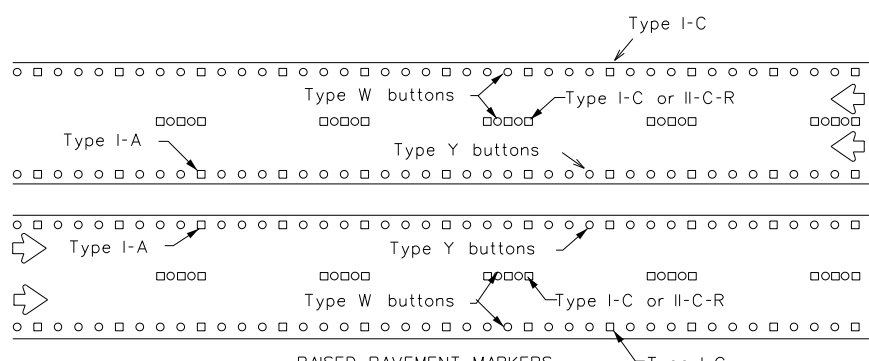 Type I-C
Type W buttons
Type I-C or II-C-R
Type I-A
Type Y buttons
Type I-A
Type Y buttons
Type W buttons
Type I-C or II-C-R
RAISED PAVEMENT MARKERS
Type I-C